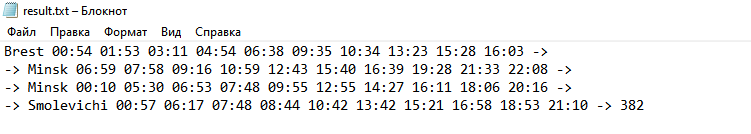 result.txt – Блокнот
Файл Правка Формат Вид Справка
Brest 00:54 01:53 03:11 04:54 06:38 09:35 10:34 13:23 15:28 16:03 ->
-> Minsk 06:59 07:58 09:16 10:59 12:43 15:40 16:39 19:28 21:33 22:08 ->
-> Minsk 00:10 05:30 06:53 07:48 09:55 12:55 14:27 16:11 18:06 20:16 ->
-> Smolevichi 00:57 06:17 07:48 08:44 10:42 13:42 15:21 16:58 18:53 21:10 -> 382